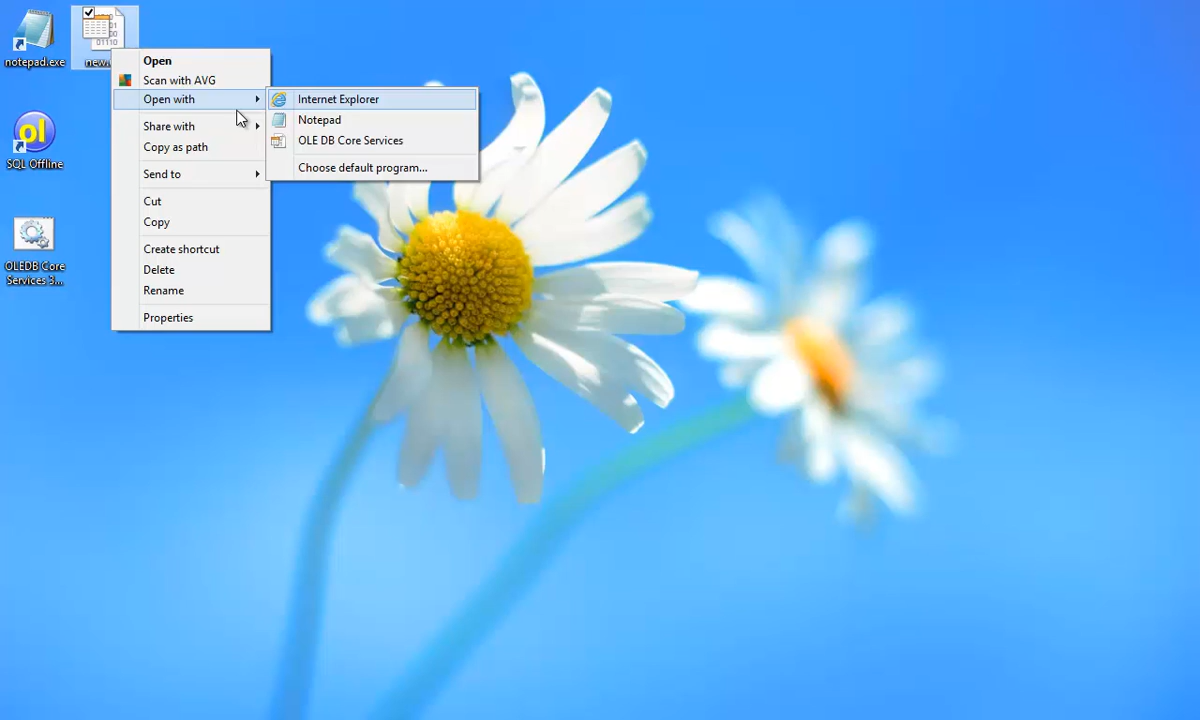 notepad.exe
new.
SQL Offline
OLEDB Core
Services 3...
Open
Scan with AVG
Open with
Share with
Copy as path
Send to
Cut
Copy
Create shortcut
Delete
Rename
Properties
Internet Explorer
Notepad
OLE DB Core Services
Choose default program...